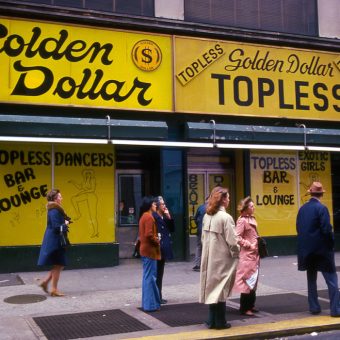 Golden
Dollar
$
TOPLESS
Golden Dollar
TOPLESS
TOPLESS DANCERS
BAR
&
LOUNGE
TOPLESS
BAR
&
LOUNGE
EXOTIC
GIRLS